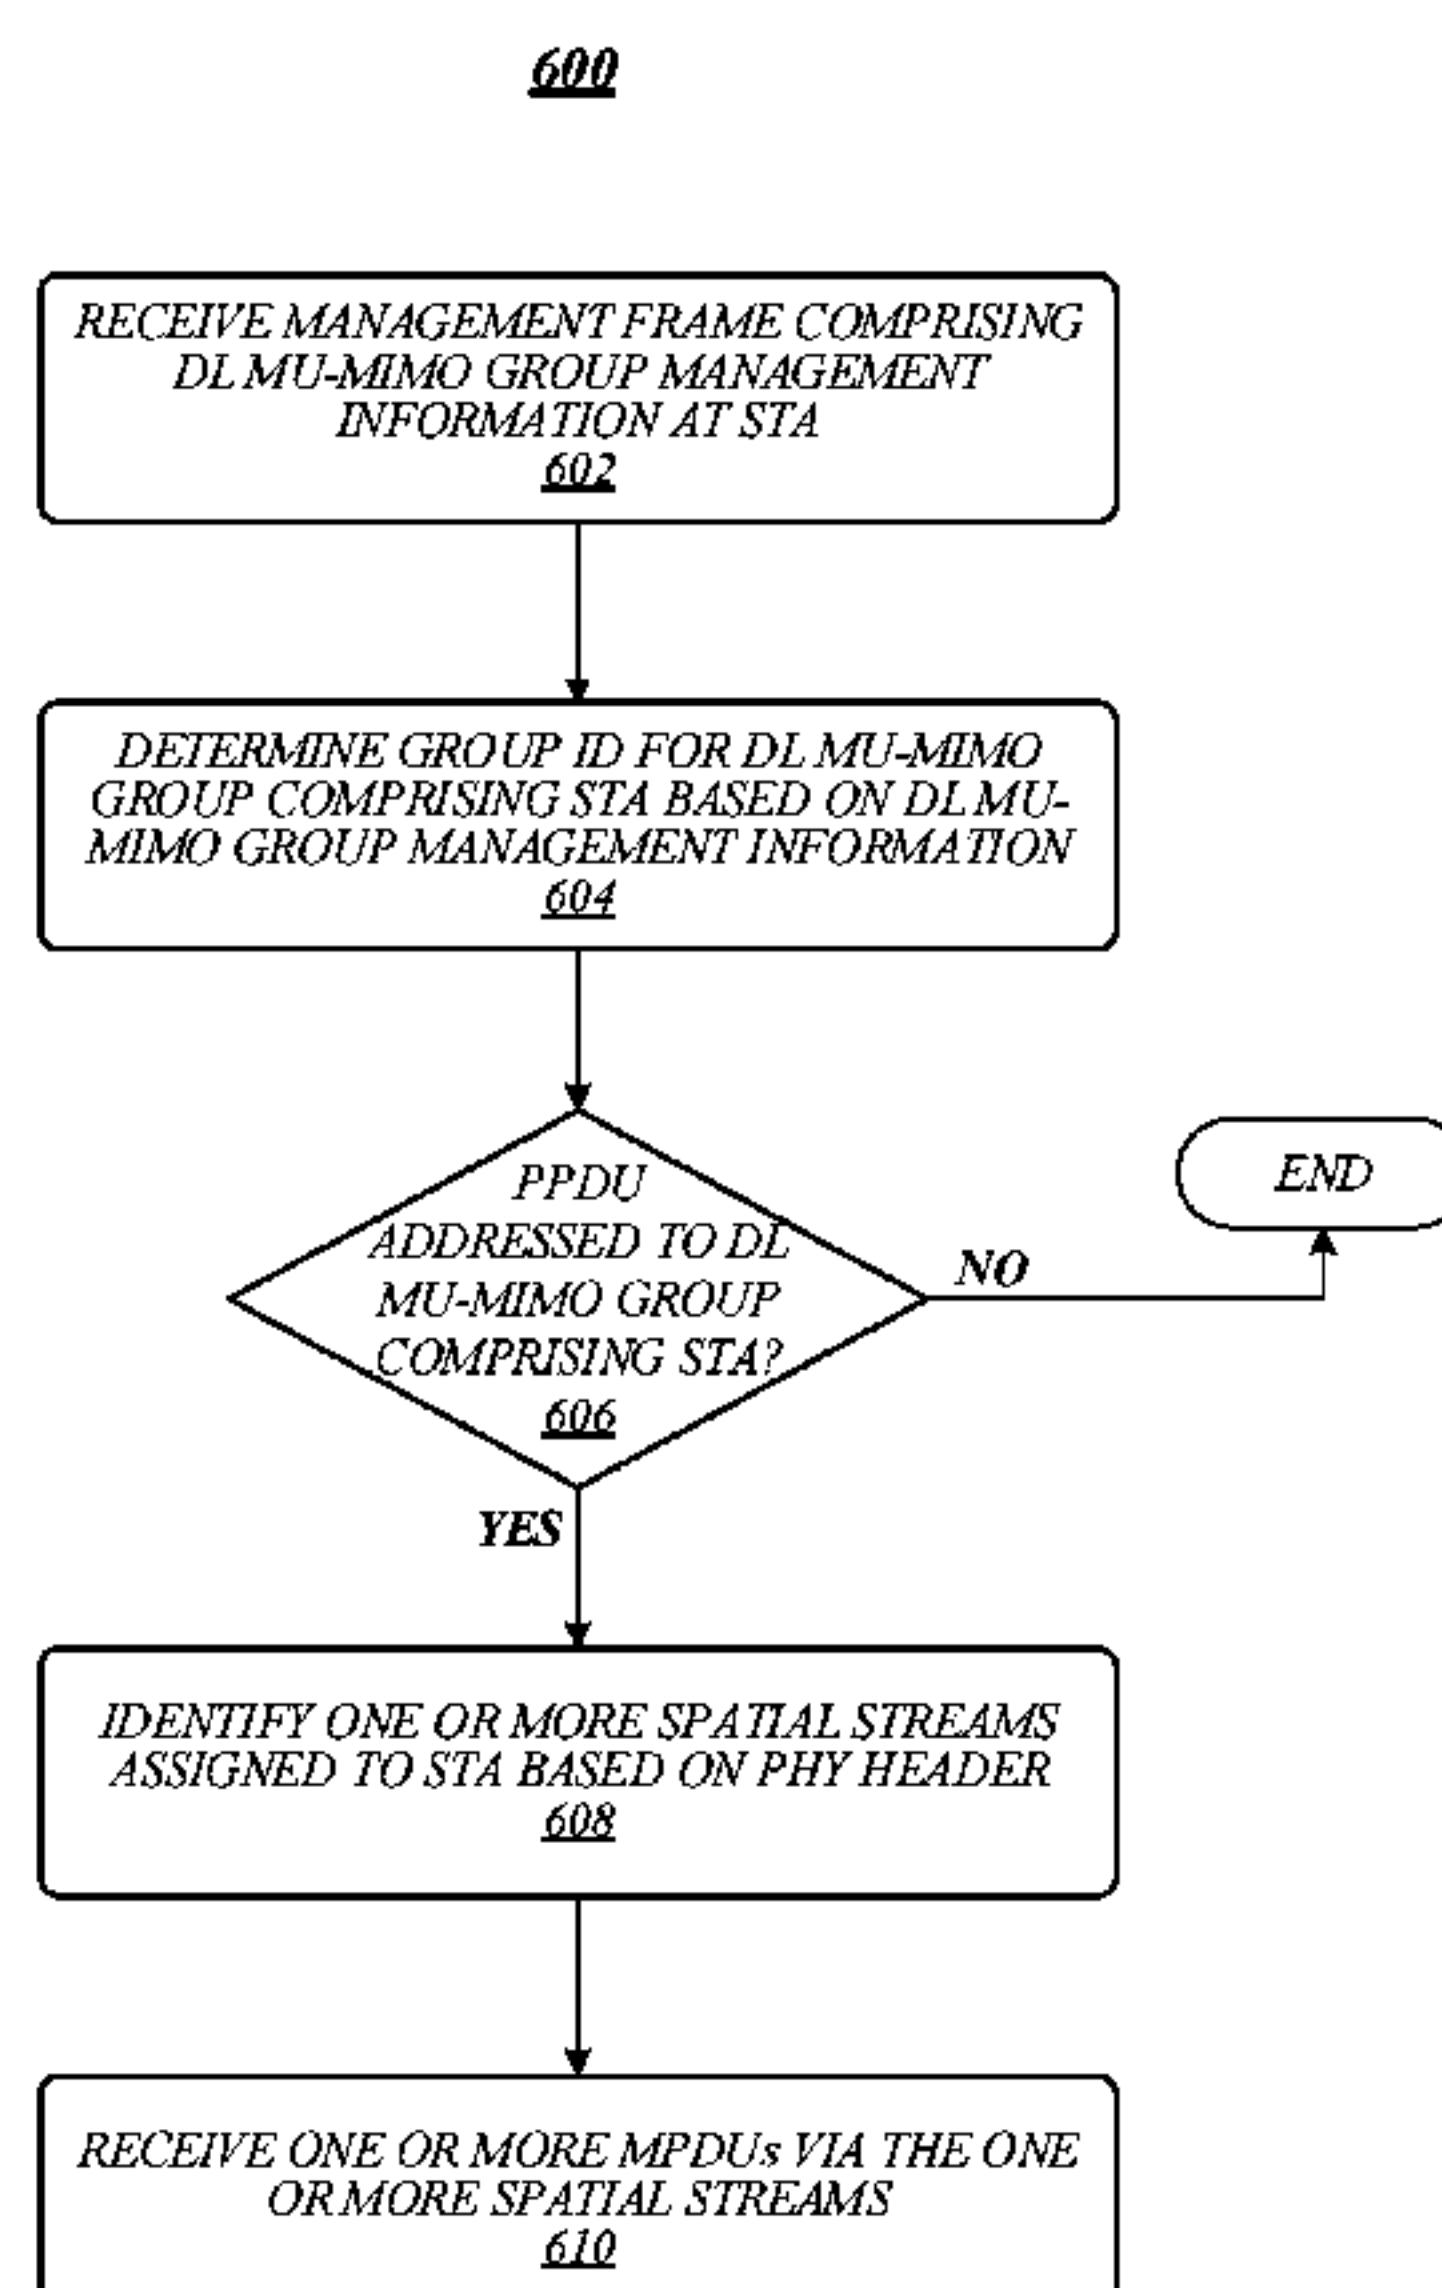 600
RECEIVE MANAGEMENT FRAME COMPRISING
DL MU-MIMO GROUP MANAGEMENT
INFORMATION AT STA
602
DETERMINE GROUP ID FOR DL MU-MIMO
GROUP COMPRISING STA BASED ON DL MU-
MIMO GROUP MANAGEMENT INFORMATION
604
PPDU
ADDRESSED TO DL
MU-MIMO GROUP
COMPRISING STA?
606
END
NO
YES
IDENTIFY ONE OR MORE SPATIAL STREAMS
ASSIGNED TO STA BASED ON PHY HEADER
608
RECEIVE ONE OR MORE MPDUs VIA THE ONE
OR MORE SPATIAL STREAMS
610